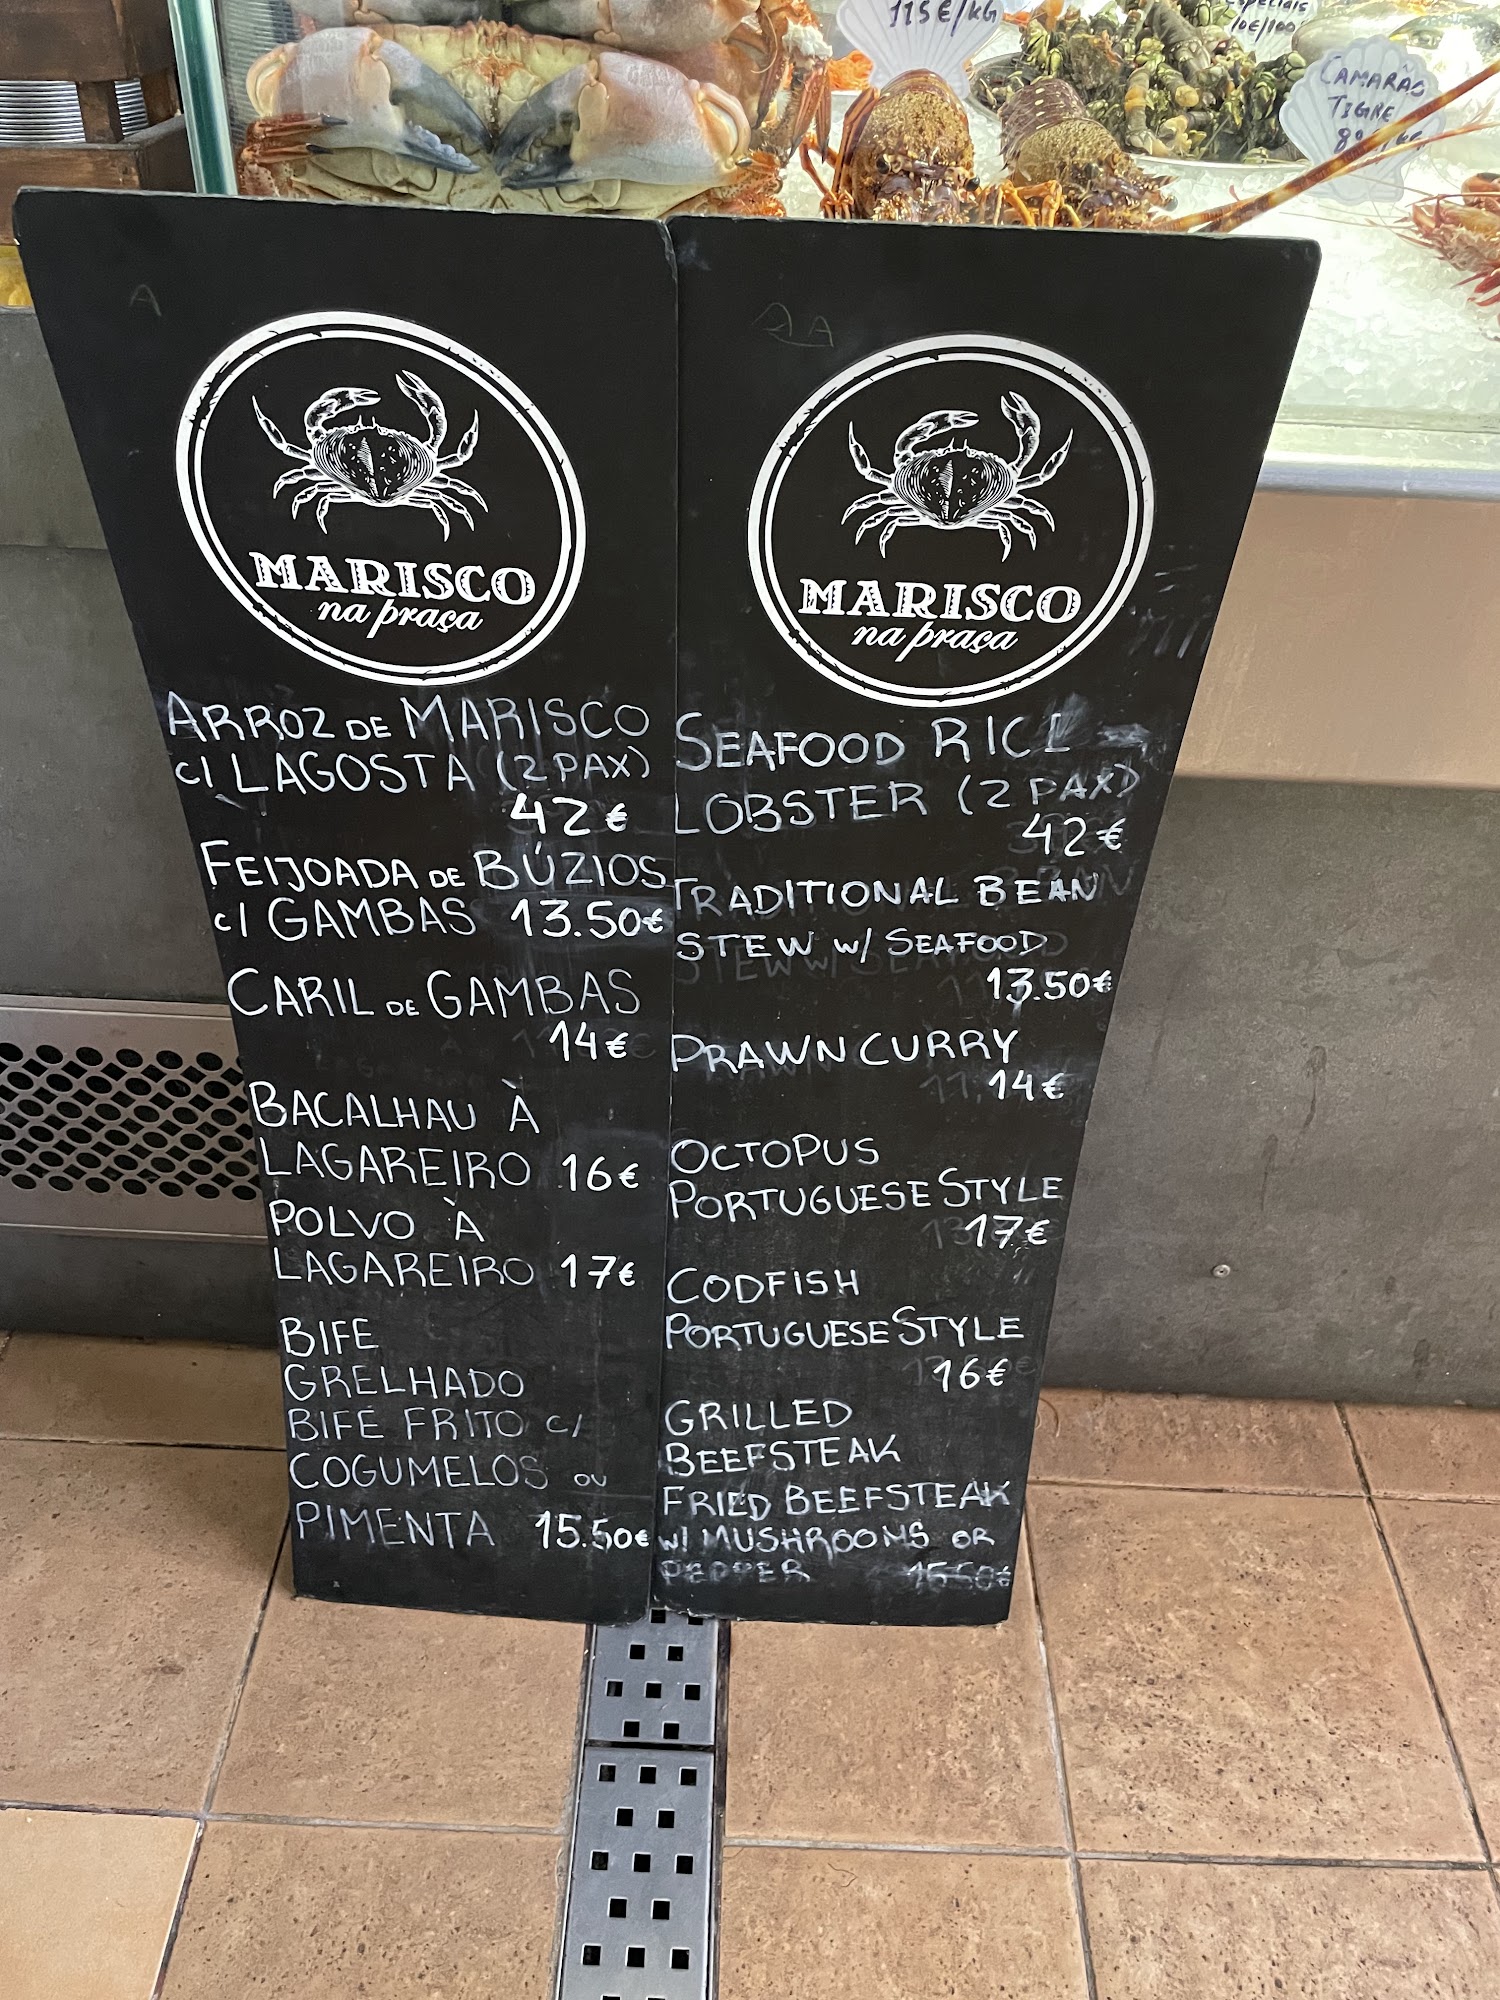 115€/KG
CAMARÃO
TIGRE
MARISCO
na praça
ARROZ DE MARISCO
c/ LAGOSTA (2 PAX)
42€
FEIJOADA DE BÚZIOS
c/ GAMBAS 13.50€
CARIL DE GAMBAS
14€
BACALHAU À
LAGAREIRO 16€
POLVO À
LAGAREIRO 17€
BIFE
GRELHADO
BIFE FRITO c/
COGUMELOS OU
PIMENTA 15.50€
MARISCO
na praça
SEAFOOD RICE
LOBSTER (2 PAX)
42€
TRADITIONAL BEAN
STEW W/ SEAFOOD
13.50€
PRAWN CURRY
14€
OCTOPUS
PORTUGUESE STYLE
17€
CODFISH
PORTUGUESE STYLE
16€
GRILLED
BEEFSTEAK
FRIED BEEFSTEAK
W/ MUSHROOMS OR
PEPPER 15.50€